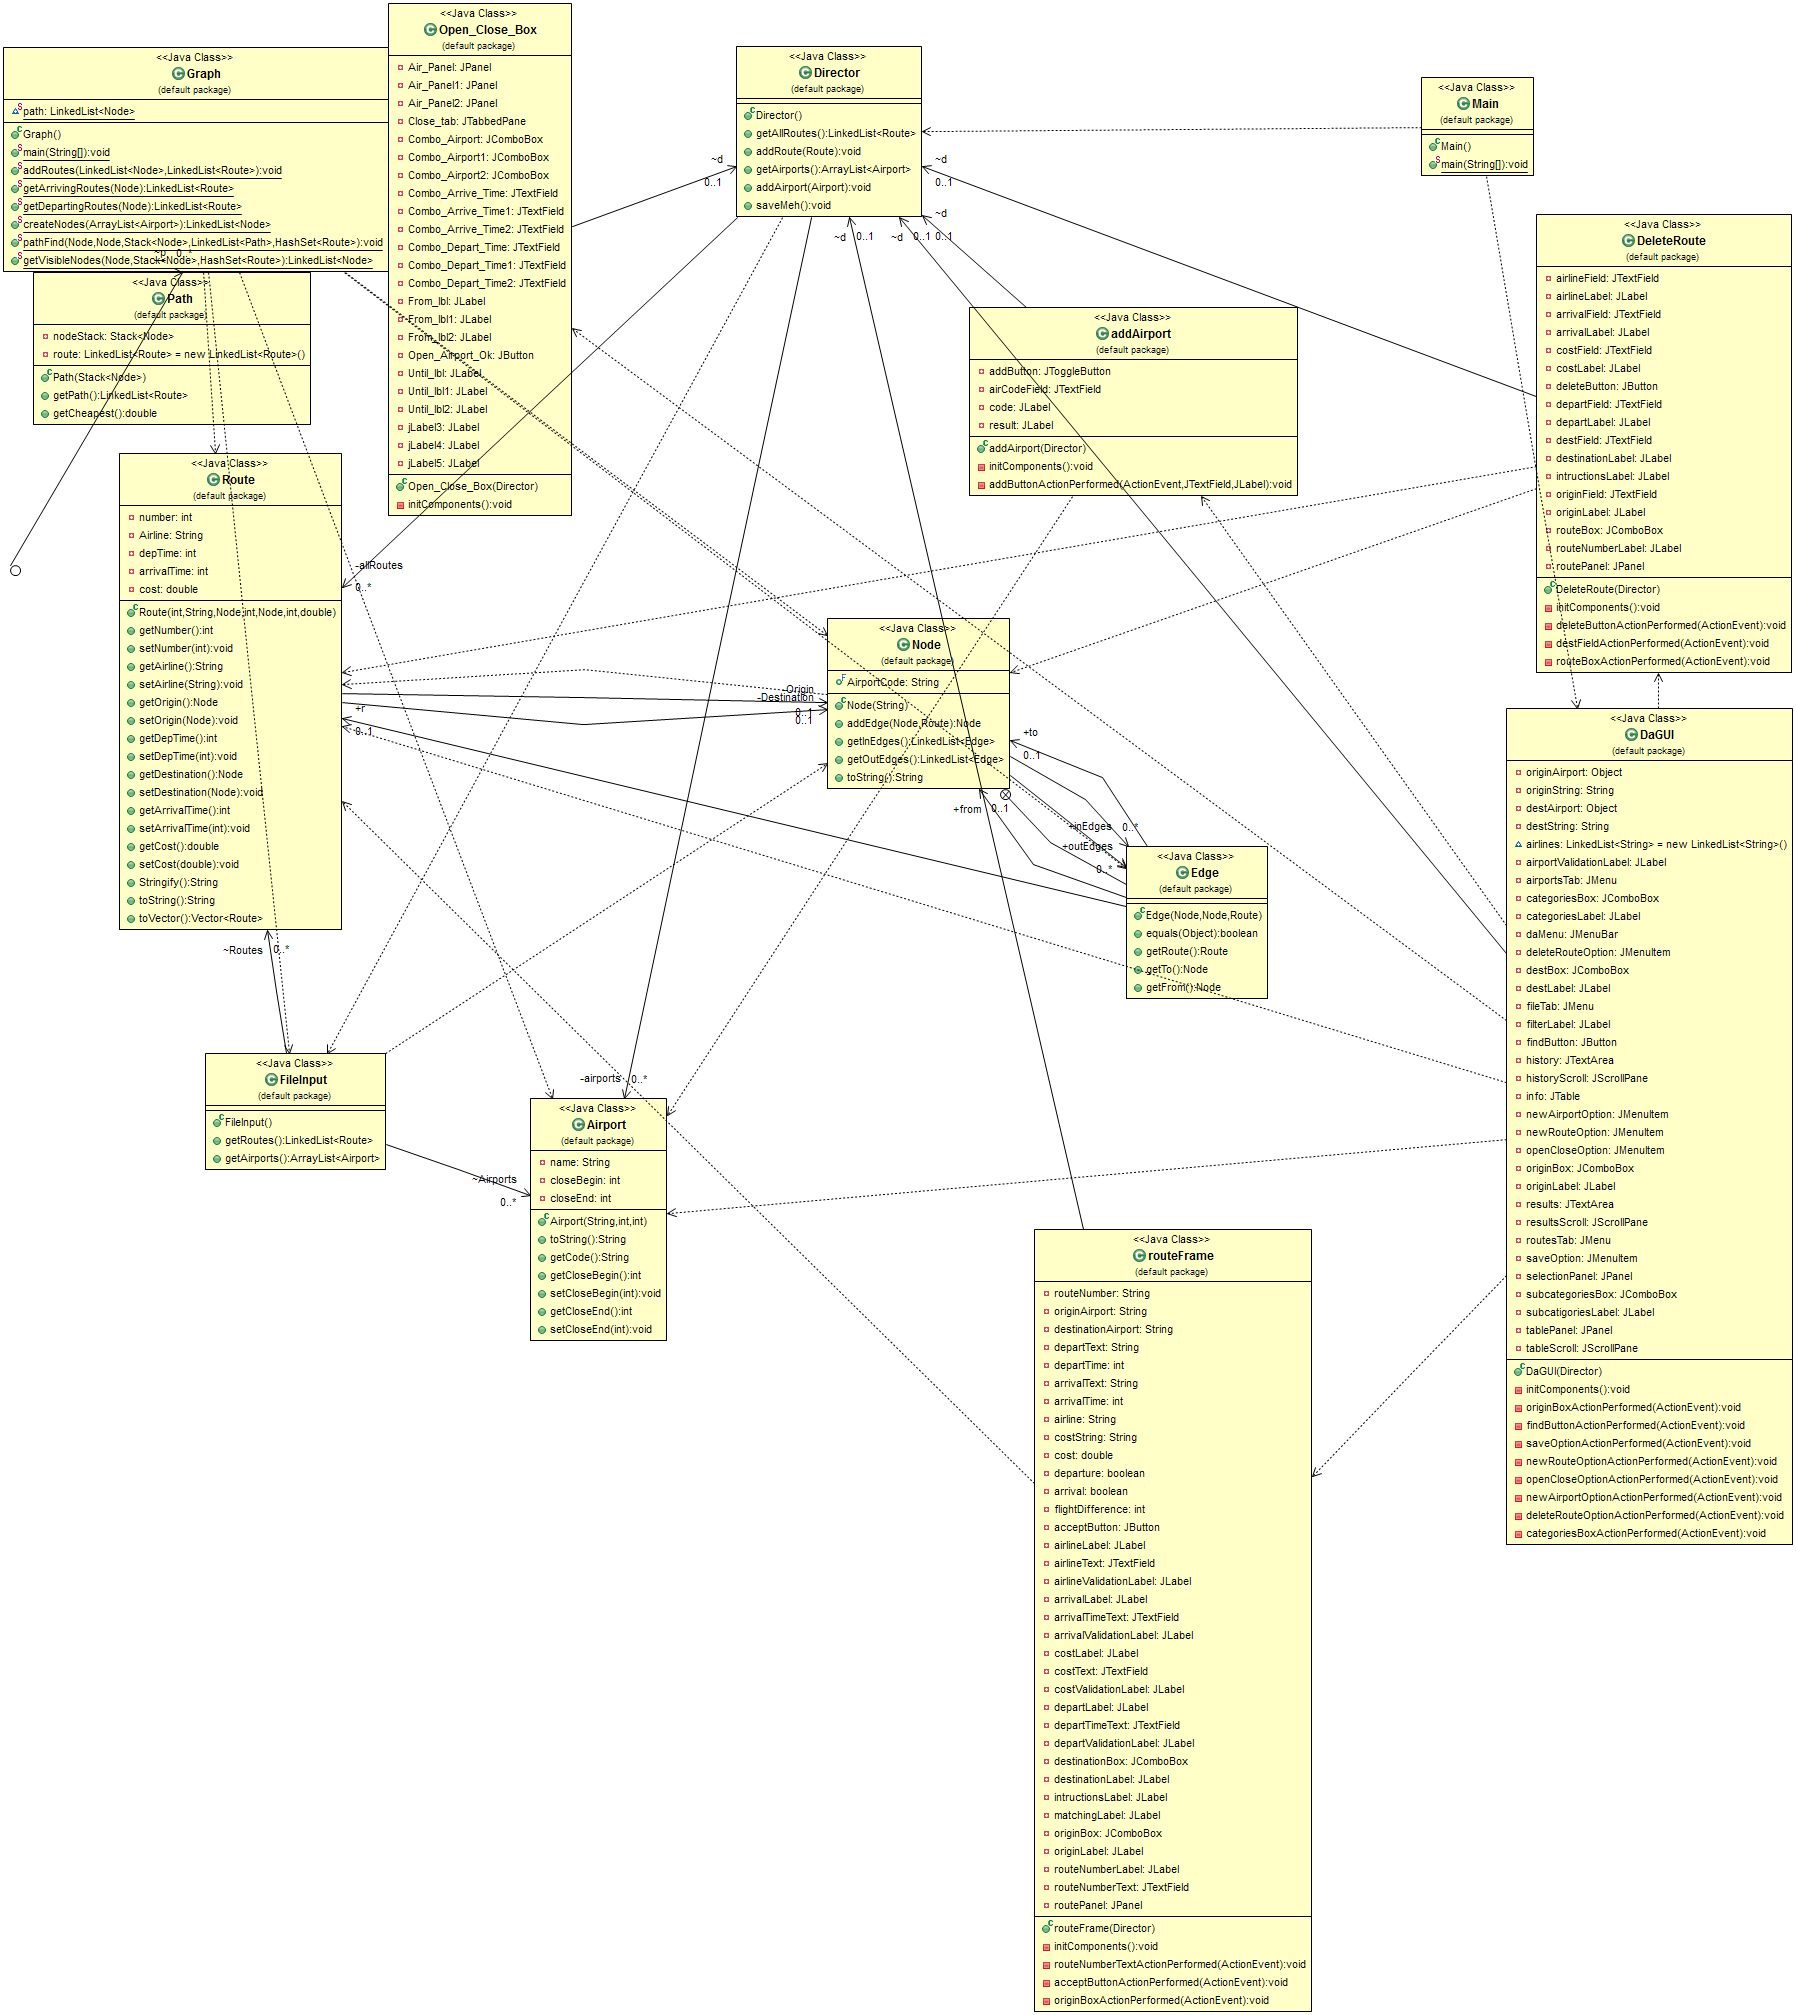 <<Java Class>>
Graph
(default package)
path: LinkedList<Node>
Graph()
main(String[]):void
addRoutes(LinkedList<Node>,LinkedList<Route>):void
getArrivingRoutes(Node):LinkedList<Route>
getDepartingRoutes(Node):LinkedList<Route>
createNodes(ArrayList<Airport>):LinkedList<Node>
pathFind(Node,Node,Stack<Node>,LinkedList<Path>,HashSet<Route>):void
getVisibleNodes(Node,Stack<Node>,HashSet<Route>):LinkedList<Node>
~p 0..*
<<Java Class>>
Path
(default package)
nodeStack: Stack<Node>
route: LinkedList<Route> = new LinkedList<Route>()
Path(Stack<Node>)
getPath():LinkedList<Route>
getCheapest():double
<<Java Class>>
Open_Close_Box
(default package)
Air_Panel: JPanel
Air_Panel1: JPanel
Air_Panel2: JPanel
Close_tab: JTabbedPane
Combo_Airport: JComboBox
Combo_Airport1: JComboBox
Combo_Airport2: JComboBox
Combo_Arrive_Time: JTextField
Combo_Arrive_Time1: JTextField
Combo_Arrive_Time2: JTextField
Combo_Depart_Time: JTextField
Combo_Depart_Time1: JTextField
Combo_Depart_Time2: JTextField
From_lbl: JLabel
From_lbl1: JLabel
From_lbl2: JLabel
Open_Airport_Ok: JButton
Until_lbl: JLabel
Until_lbl1: JLabel
Until_lbl2: JLabel
jLabel3: JLabel
jLabel4: JLabel
jLabel5: JLabel
Open_Close_Box(Director)
initComponents():void
<<Java Class>>
Director
(default package)
Director()
getAllRoutes():LinkedList<Route>
addRoute(Route):void
getAirports():ArrayList<Airport>
addAirport(Airport):void
saveMeh():void
~d
0..1
~d
0..1
~d
0..1
~d 0..1
~d 0..1
<<Java Class>>
Main
(default package)
Main()
main(String[]):void
<<Java Class>>
DeleteRoute
(default package)
airlineField: JTextField
airlineLabel: JLabel
arrivalField: JTextField
arrivalLabel: JLabel
costField: JTextField
costLabel: JLabel
deleteButton: JButton
departField: JTextField
departLabel: JLabel
destField: JTextField
destinationLabel: JLabel
intructionsLabel: JLabel
originField: JTextField
originLabel: JLabel
routeBox: JComboBox
routeNumberLabel: JLabel
routePanel: JPanel
DeleteRoute(Director)
initComponents():void
deleteButtonActionPerformed(ActionEvent):void
destFieldActionPerformed(ActionEvent):void
routeBoxActionPerformed(ActionEvent):void
<<Java Class>>
addAirport
(default package)
addButton: JToggleButton
airCodeField: JTextField
code: JLabel
result: JLabel
addAirport(Director)
initComponents():void
addButtonActionPerformed(ActionEvent,JTextField,JLabel):void
<<Java Class>>
Route
(default package)
number: int
Airline: String
depTime: int
arrivalTime: int
cost: double
Route(int,String,Node,int,Node,int,double)
getNumber():int
setNumber(int):void
getAirline():String
setAirline(String):void
getOrigin():Node
setOrigin(Node):void
getDepTime():int
setDepTime(int):void
getDestination():Node
setDestination(Node):void
getArrivalTime():int
setArrivalTime(int):void
getCost():double
setCost(double):void
Stringify():String
toString():String
toVector():Vector<Route>
-allRoutes
0..*
+r
0..1
-Origin
-Destination
0..1
0..1
<<Java Class>>
Node
(default package)
AirportCode: String
Node(String)
addEdge(Node,Route):Node
getInEdges():LinkedList<Edge>
getOutEdges():LinkedList<Edge>
toString():String
+to
0..1
+from 0..1
+inEdges 0..*
+outEdges
0..*
<<Java Class>>
Edge
(default package)
Edge(Node,Node,Route)
equals(Object):boolean
getRoute():Route
getTo():Node
getFrom():Node
<<Java Class>>
DaGUI
(default package)
originAirport: Object
originString: String
destAirport: Object
destString: String
airlines: LinkedList<String> = new LinkedList<String>()
airportValidationLabel: JLabel
airportsTab: JMenu
categoriesBox: JComboBox
categoriesLabel: JLabel
daMenu: JMenuBar
deleteRouteOption: JMenuItem
destBox: JComboBox
destLabel: JLabel
fileTab: JMenu
filterLabel: JLabel
findButton: JButton
history: JTextArea
historyScroll: JScrollPane
info: JTable
newAirportOption: JMenuItem
newRouteOption: JMenuItem
openCloseOption: JMenuItem
originBox: JComboBox
originLabel: JLabel
results: JTextArea
resultsScroll: JScrollPane
routesTab: JMenu
saveOption: JMenuItem
selectionPanel: JPanel
subcategoriesBox: JComboBox
subcatigoriesLabel: JLabel
tablePanel: JPanel
tableScroll: JScrollPane
DaGUI(Director)
initComponents():void
originBoxActionPerformed(ActionEvent):void
findButtonActionPerformed(ActionEvent):void
saveOptionActionPerformed(ActionEvent):void
newRouteOptionActionPerformed(ActionEvent):void
openCloseOptionActionPerformed(ActionEvent):void
newAirportOptionActionPerformed(ActionEvent):void
deleteRouteOptionActionPerformed(ActionEvent):void
categoriesBoxActionPerformed(ActionEvent):void
~Routes 0..*
<<Java Class>>
FileInput
(default package)
FileInput()
getRoutes():LinkedList<Route>
getAirports():ArrayList<Airport>
-airports 0..*
~Airports
0..*
<<Java Class>>
Airport
(default package)
name: String
closeBegin: int
closeEnd: int
Airport(String,int,int)
toString():String
getCode():String
getCloseBegin():int
setCloseBegin(int):void
getCloseEnd():int
setCloseEnd(int):void
<<Java Class>>
routeFrame
(default package)
routeNumber: String
originAirport: String
destinationAirport: String
departText: String
departTime: int
arrivalText: String
arrivalTime: int
airline: String
costString: String
cost: double
departure: boolean
arrival: boolean
flightDifference: int
acceptButton: JButton
airlineLabel: JLabel
airlineText: JTextField
airlineValidationLabel: JLabel
arrivalLabel: JLabel
arrivalTimeText: JTextField
arrivalValidationLabel: JLabel
costLabel: JLabel
costText: JTextField
costValidationLabel: JLabel
departLabel: JLabel
departTimeText: JTextField
departValidationLabel: JLabel
destinationBox: JComboBox
destinationLabel: JLabel
intructionsLabel: JLabel
matchingLabel: JLabel
originBox: JComboBox
originLabel: JLabel
routeNumberLabel: JLabel
routeNumberText: JTextField
routePanel: JPanel
routeFrame(Director)
initComponents():void
routeNumberTextActionPerformed(ActionEvent):void
acceptButtonActionPerformed(ActionEvent):void
originBoxActionPerformed(ActionEvent):void